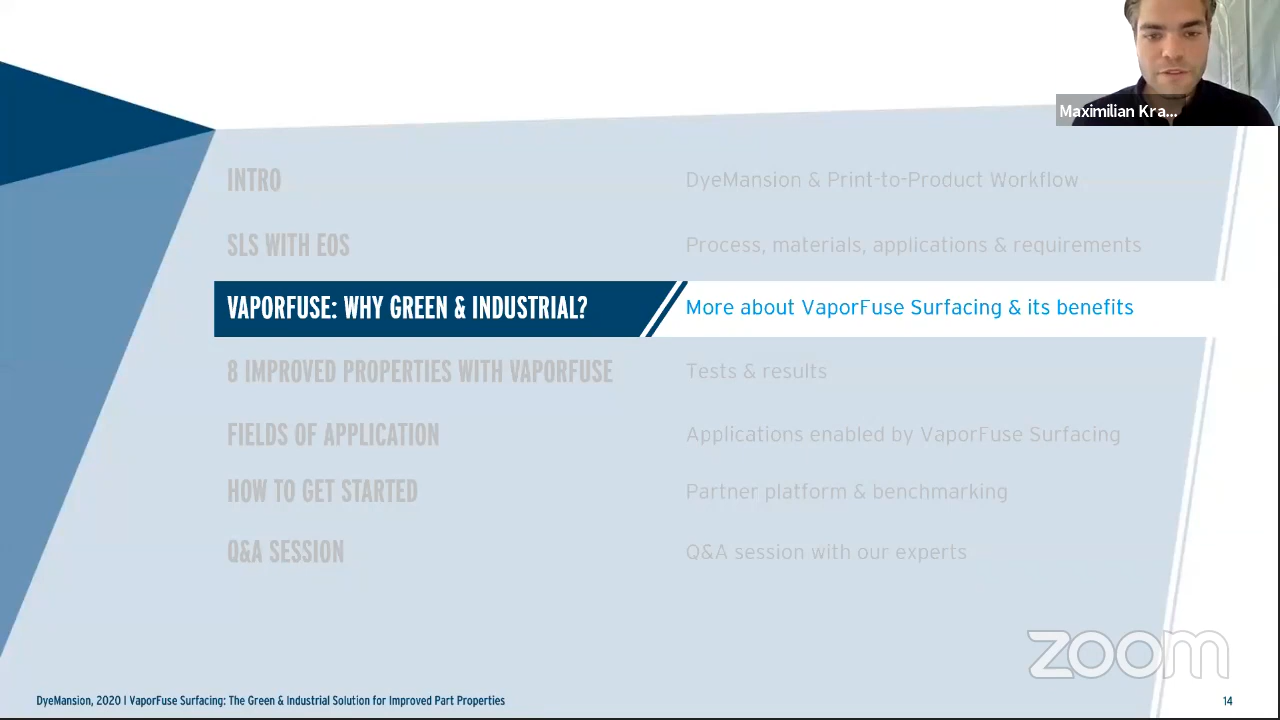 Maximilian Kra...
INTRO
DyeMansion & Print-to-Product Workflow
SLS WITH EOS
Process, materials, applications & requirements
VAPORFUSE: WHY GREEN & INDUSTRIAL?
More about VaporFuse Surfacing & its benefits
8 IMPROVED PROPERTIES WITH VAPORFUSE
Tests & results
FIELDS OF APPLICATION
Applications enabled by VaporFuse Surfacing
HOW TO GET STARTED
Partner platform & benchmarking
Q&A SESSION
Q&A session with our experts
zoom
DyeMansion, 2020 | VaporFuse Surfacing: The Green & Industrial Solution for Improved Part Properties
14